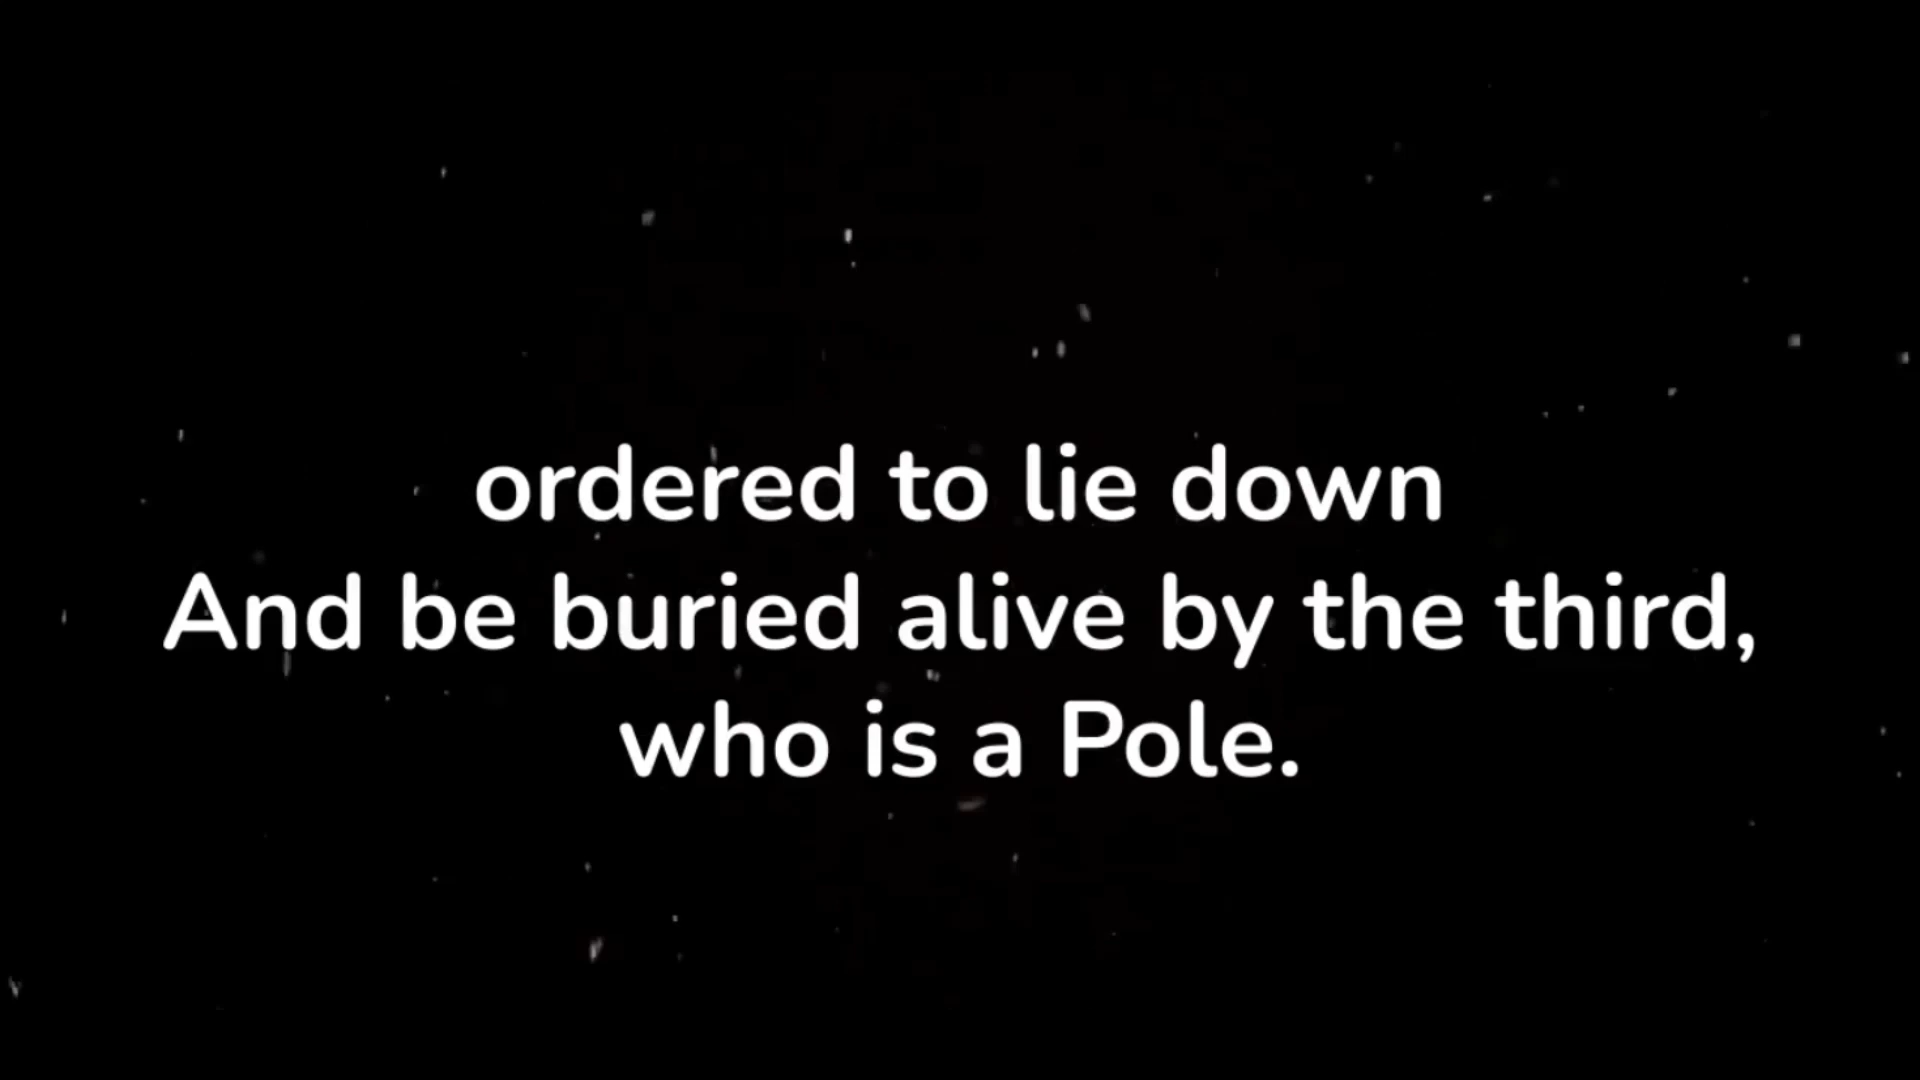 ordered to lie down
And be buried alive by the third,
who is a Pole.